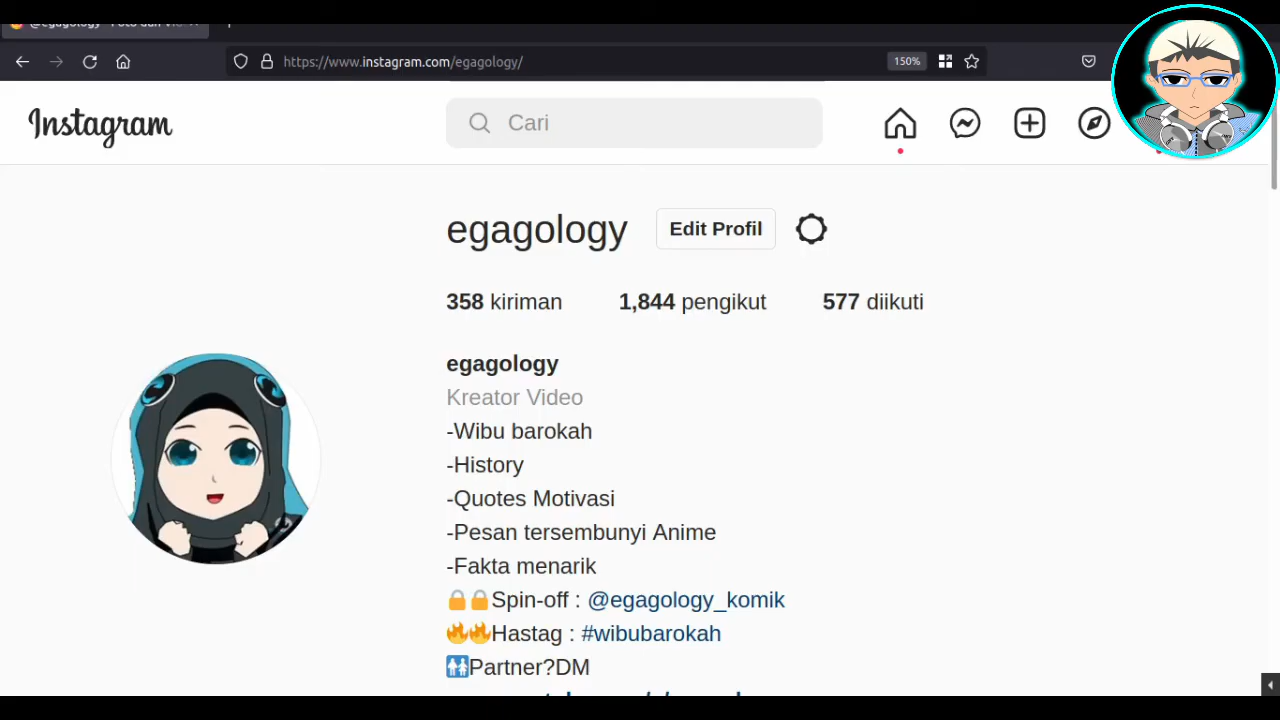 https://www.instagram.com/egagology/
150%
Instagram
Cari
egagology
Edit Profil
358 kiriman
1,844 pengikut
577 diikuti
egagology
Kreator Video
-Wibu barokah
-History
-Quotes Motivasi
-Pesan tersembunyi Anime
-Fakta menarik
🔒🔒Spin-off : @egagology_komik
🔥🔥Hastag : #wibubarokah
🚻Partner?DM